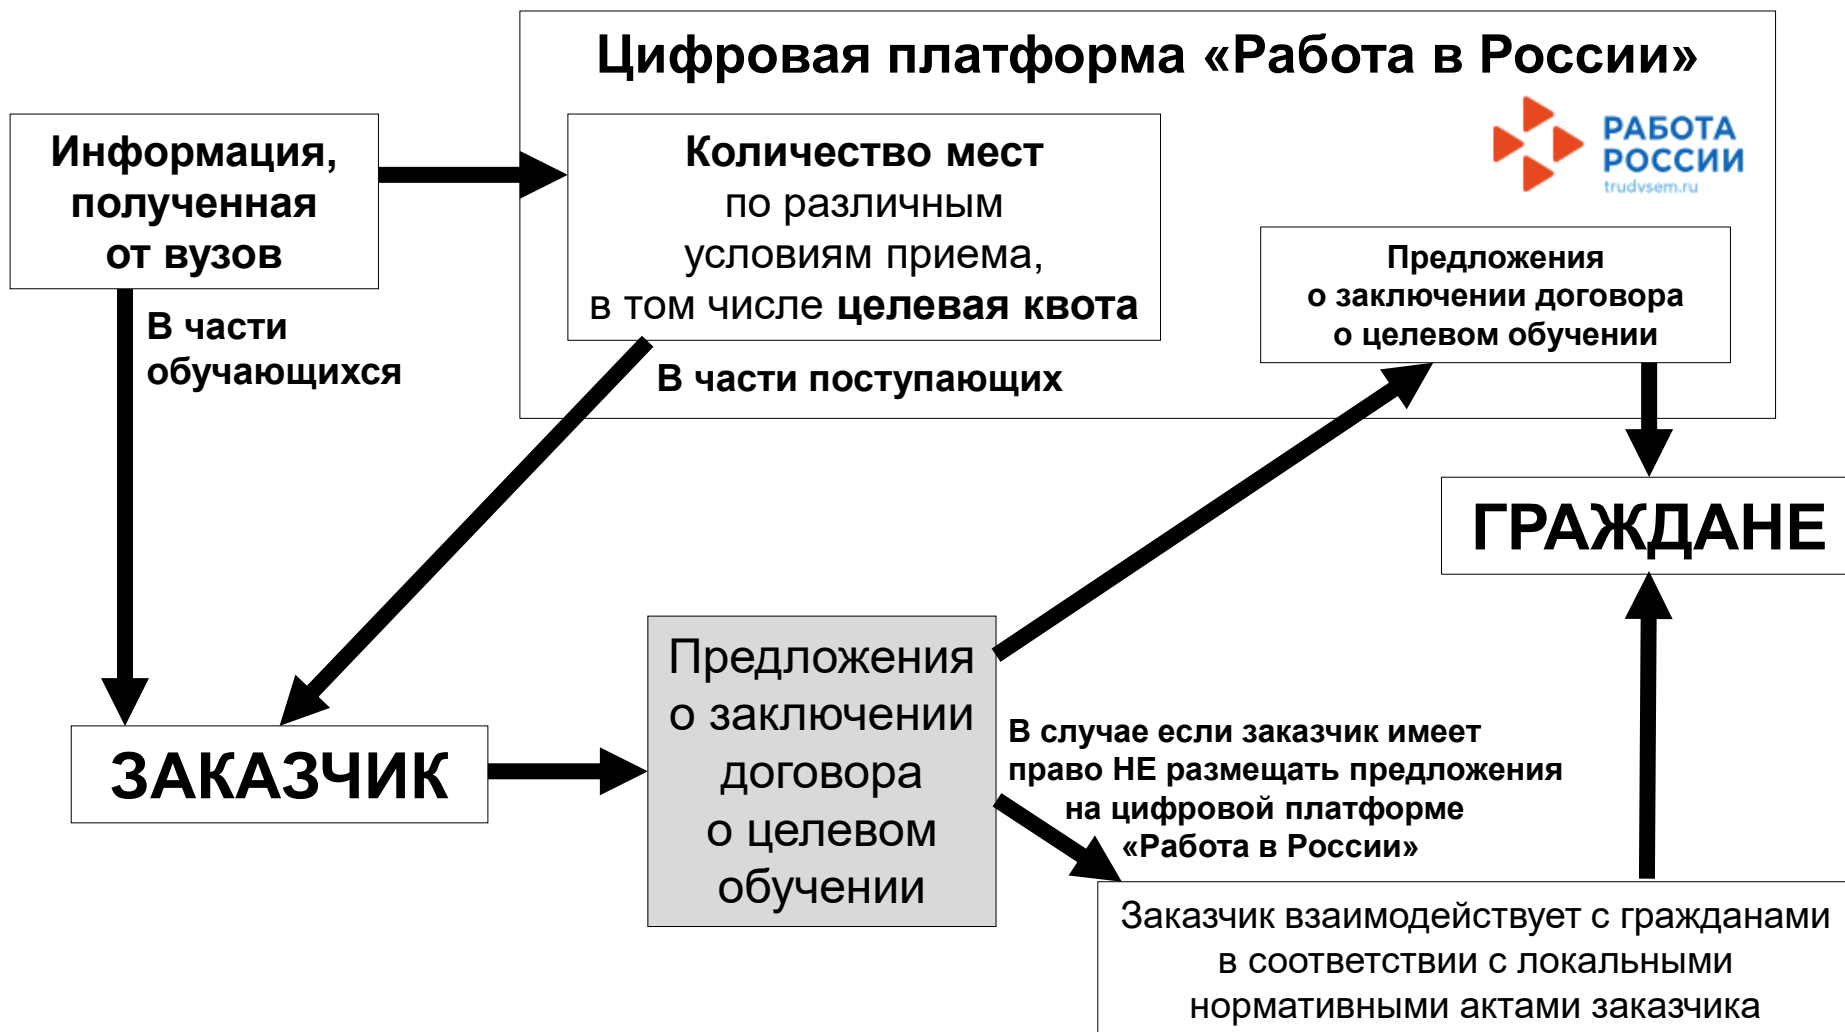 Цифровая платформа «Работа в России»
РАБОТА
РОССИИ
trudvsem.ru
Информация,
полученная
от вузов
Количество мест
по различным
условиям приема,
в том числе целевая квота
Предложения
о заключении договора
о целевом обучении
В части
обучающихся
В части поступающих
ГРАЖДАНЕ
ЗАКАЗЧИК
Предложения
о заключении
договора
о целевом
обучении
В случае если заказчик имеет
право НЕ размещать предложения
на цифровой платформе
«Работа в России»
Заказчик взаимодействует с гражданами
в соответствии с локальными
нормативными актами заказчика